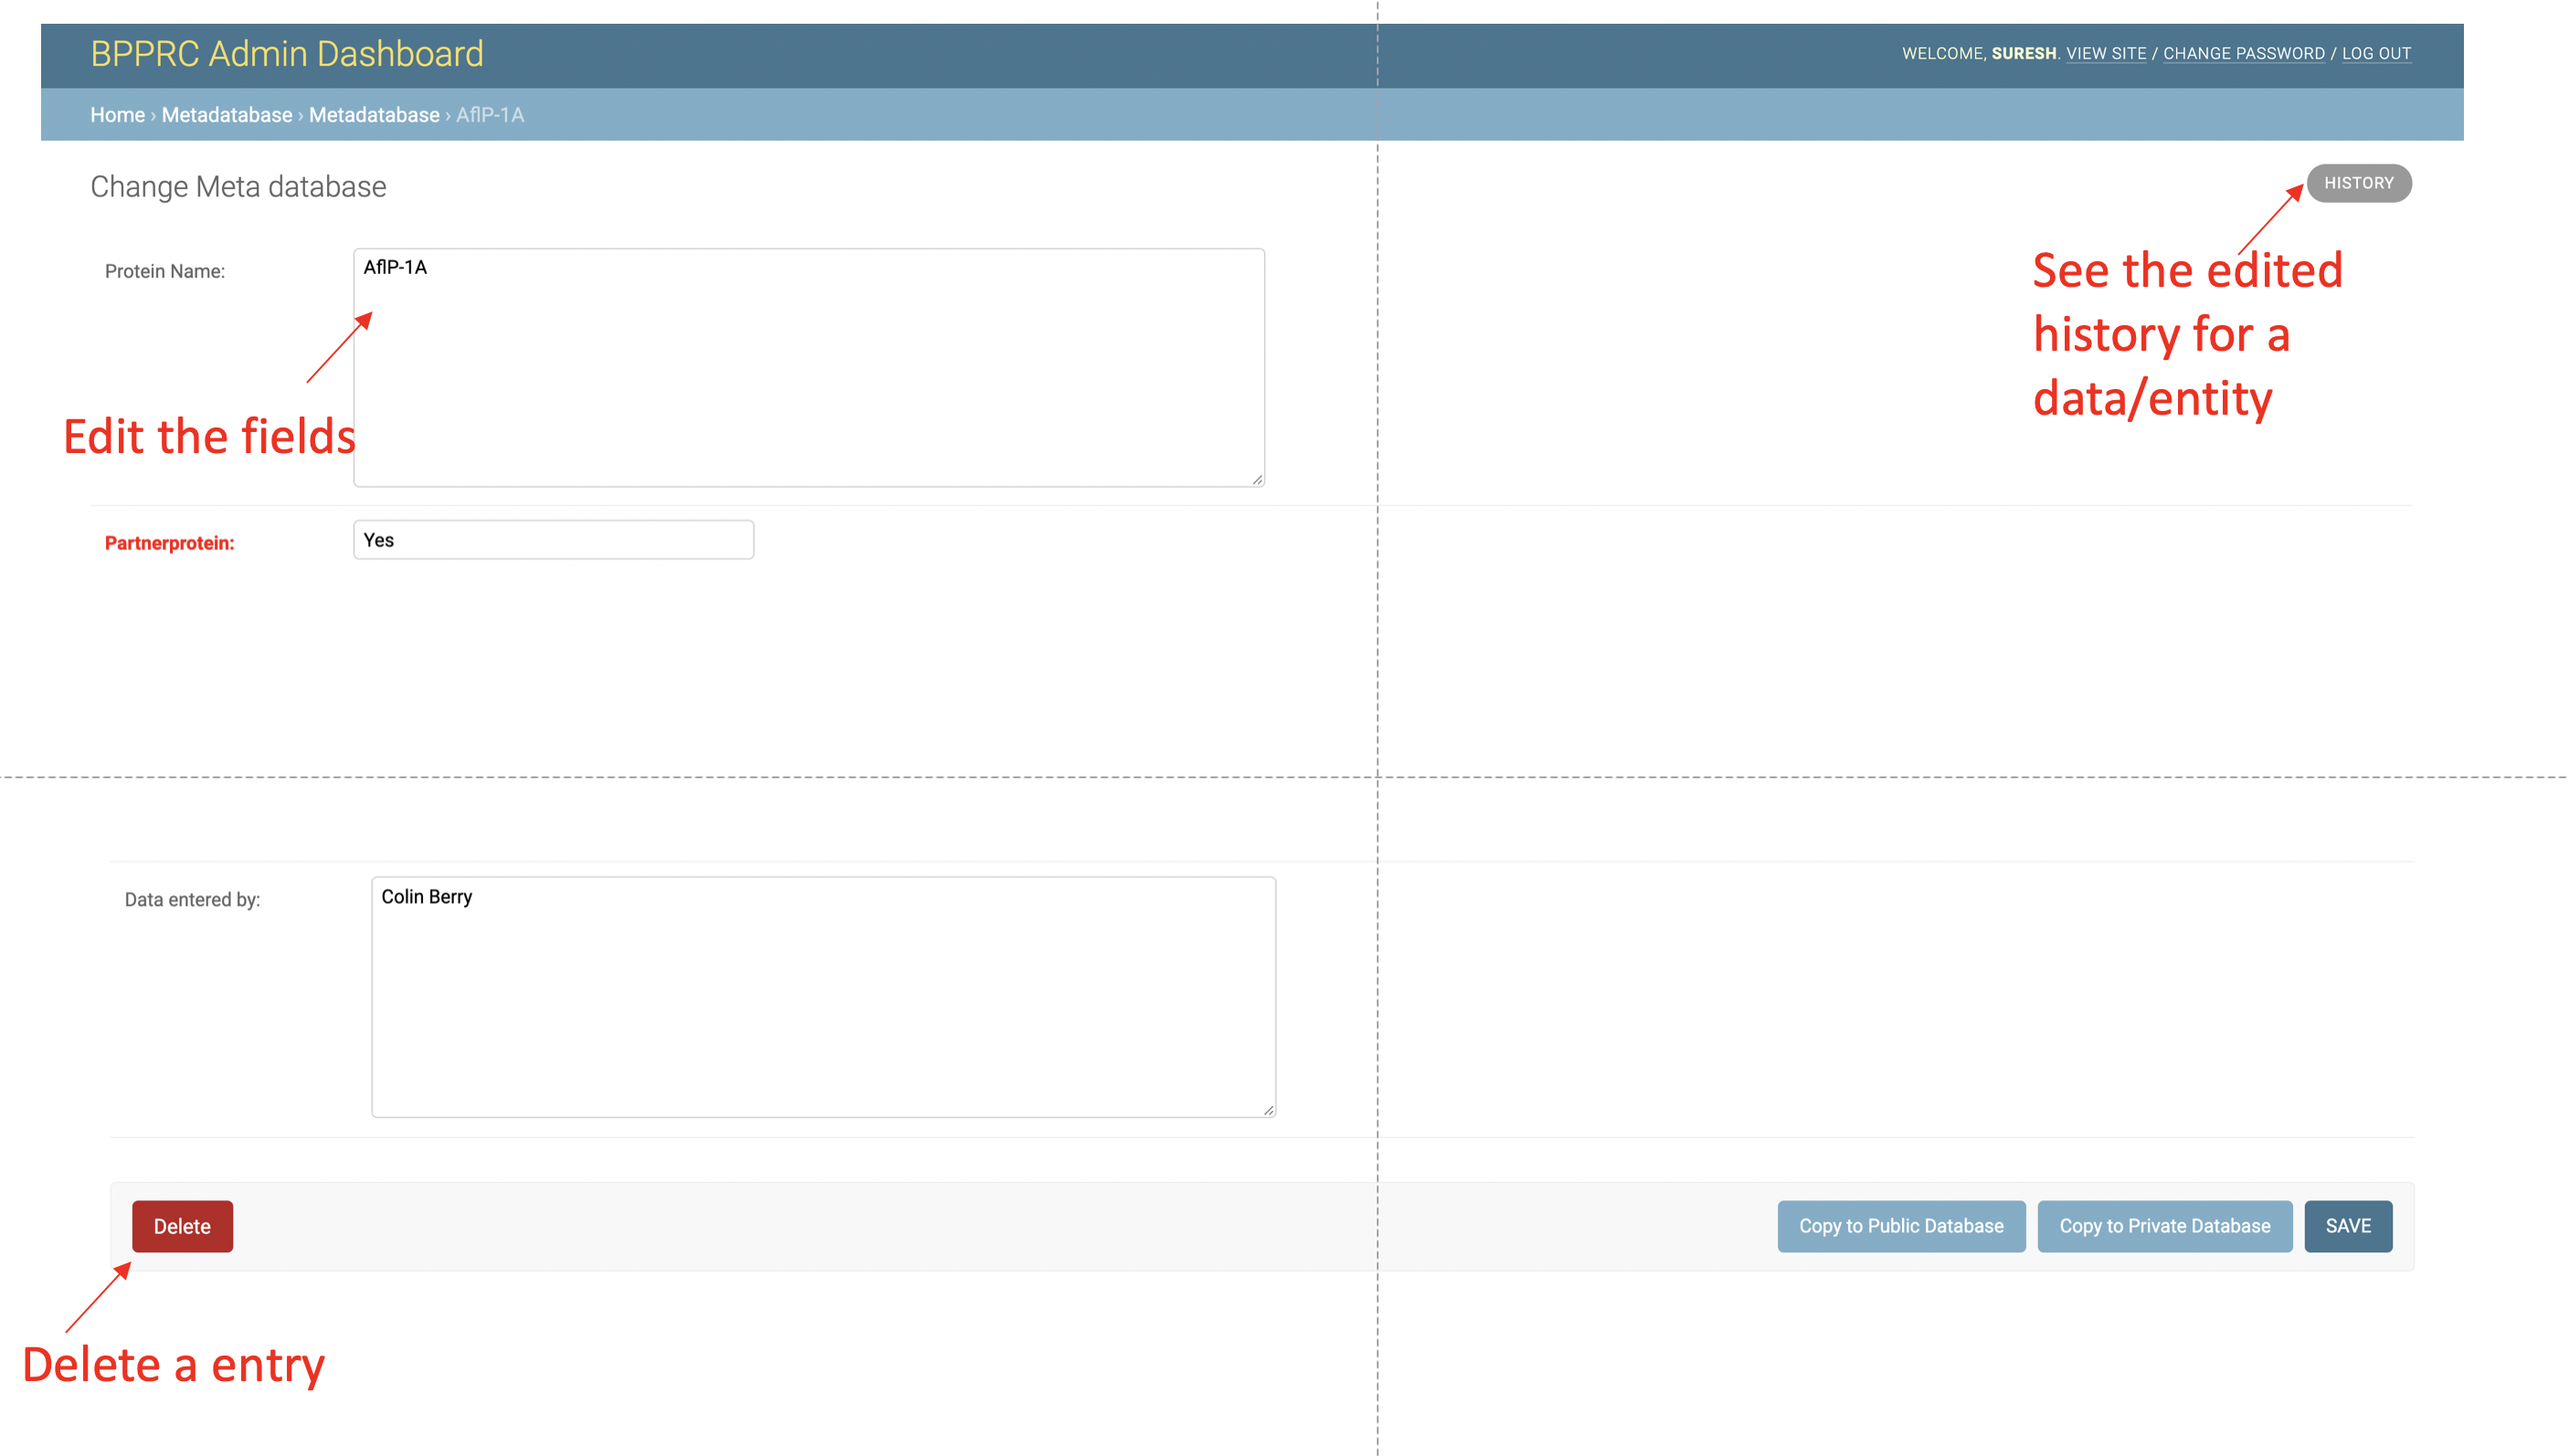 BPPRC Admin Dashboard
WELCOME, SURESH. VIEW SITE / CHANGE PASSWORD / LOG OUT
Home › Metadatabase › Metadatabase › AflP-1A
Change Meta database
HISTORY
See the edited
history for a
data/entity
Protein Name:
AflP-1A
Edit the fields
Partnerprotein:
Yes
Data entered by:
Colin Berry
Delete
Copy to Public Database
Copy to Private Database
SAVE
Delete a entry